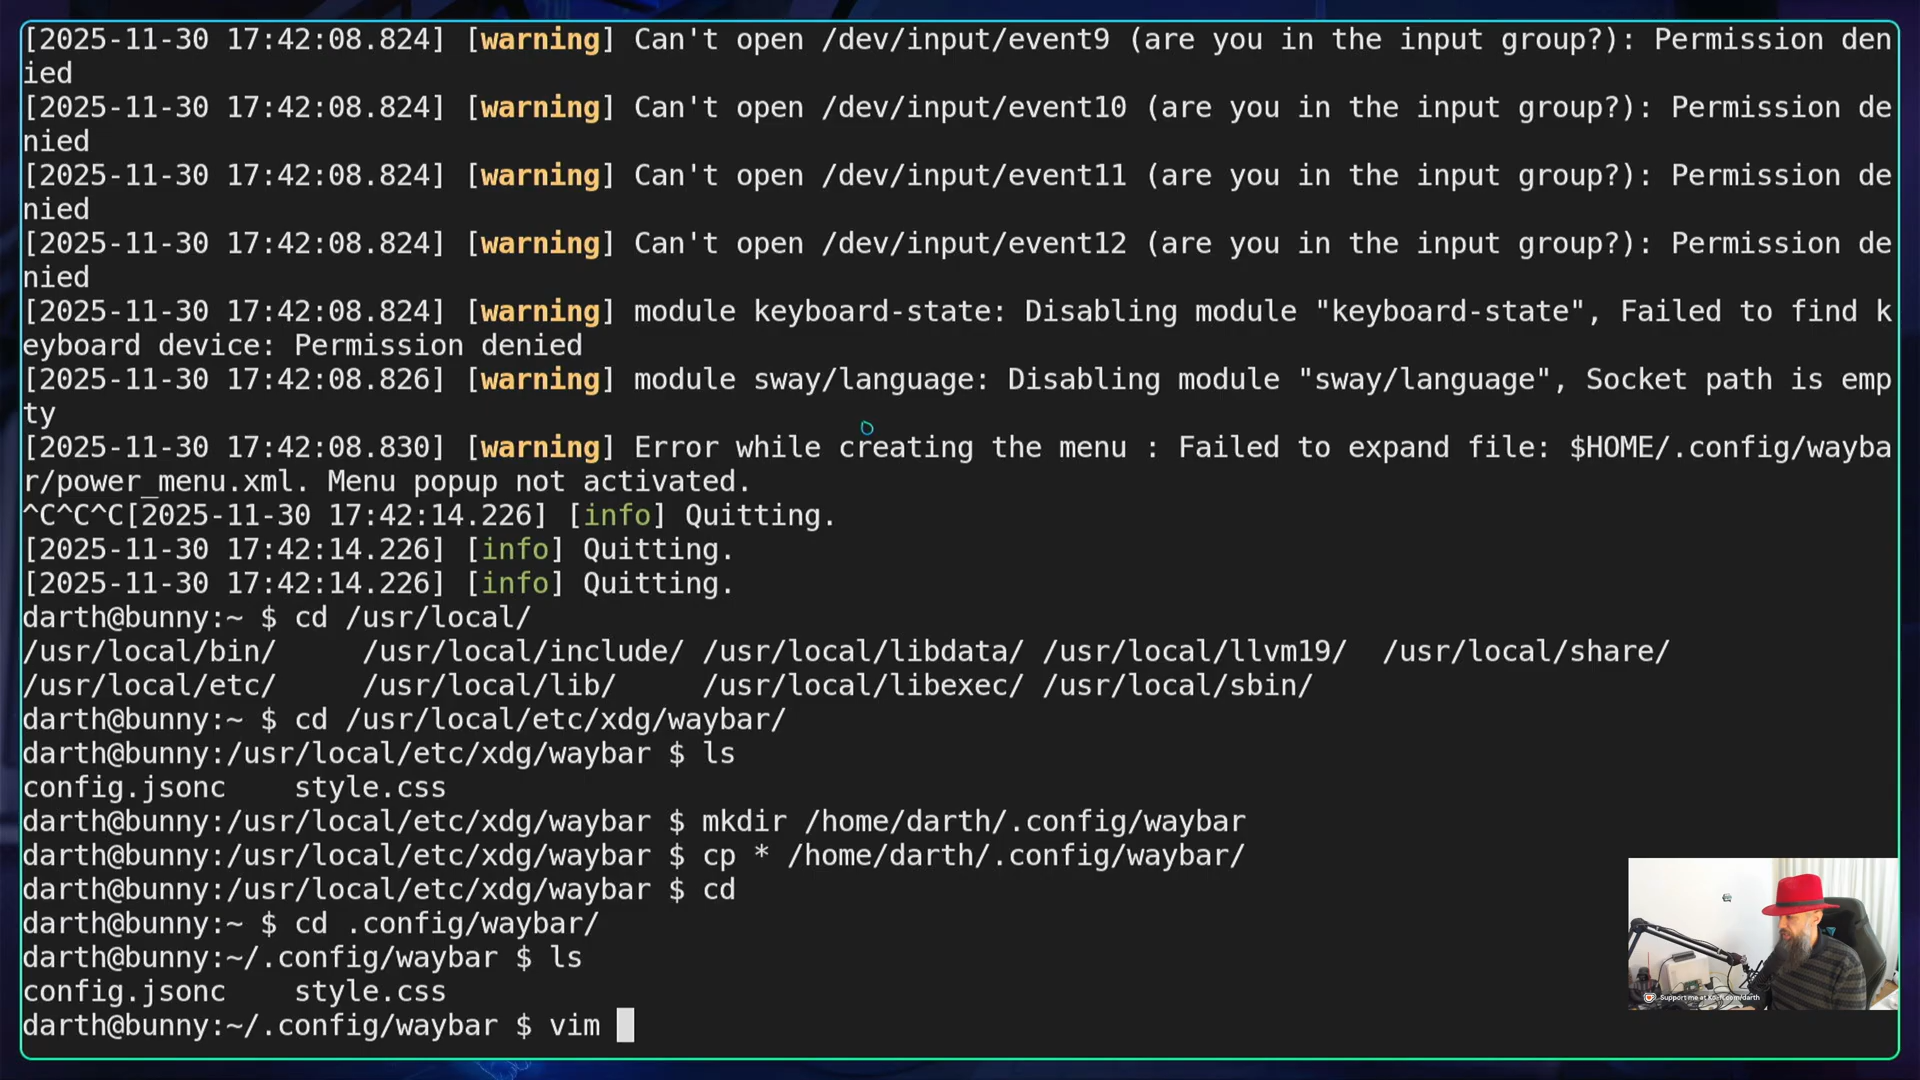 [2025-11-30 17:42:08.824] [warning] Can't open /dev/input/event9 (are you in the input group?): Permission den
ied
[2025-11-30 17:42:08.824] [warning] Can't open /dev/input/event10 (are you in the input group?): Permission de
nied
[2025-11-30 17:42:08.824] [warning] Can't open /dev/input/event11 (are you in the input group?): Permission de
nied
[2025-11-30 17:42:08.824] [warning] Can't open /dev/input/event12 (are you in the input group?): Permission de
nied
[2025-11-30 17:42:08.824] [warning] module keyboard-state: Disabling module "keyboard-state", Failed to find k
eyboard device: Permission denied
[2025-11-30 17:42:08.826] [warning] module sway/language: Disabling module "sway/language", Socket path is emp
ty
[2025-11-30 17:42:08.830] [warning] Error while creating the menu : Failed to expand file: $HOME/.config/wayba
r/power_menu.xml. Menu popup not activated.
^C^C^C[2025-11-30 17:42:14.226] [info] Quitting.
[2025-11-30 17:42:14.226] [info] Quitting.
[2025-11-30 17:42:14.226] [info] Quitting.
darth@bunny:~ $ cd /usr/local/
/usr/local/bin/     /usr/local/include/ /usr/local/libdata/ /usr/local/llvm19/  /usr/local/share/
/usr/local/etc/     /usr/local/lib/     /usr/local/libexec/ /usr/local/sbin/
darth@bunny:~ $ cd /usr/local/etc/xdg/waybar/
darth@bunny:/usr/local/etc/xdg/waybar $ ls
config.jsonc    style.css
darth@bunny:/usr/local/etc/xdg/waybar $ mkdir /home/darth/.config/waybar
darth@bunny:/usr/local/etc/xdg/waybar $ cp * /home/darth/.config/waybar/
darth@bunny:/usr/local/etc/xdg/waybar $ cd
darth@bunny:~ $ cd .config/waybar/
darth@bunny:~/.config/waybar $ ls
config.jsonc    style.css
darth@bunny:~/.config/waybar $ vim
Support me at Ko-fi.com/darth